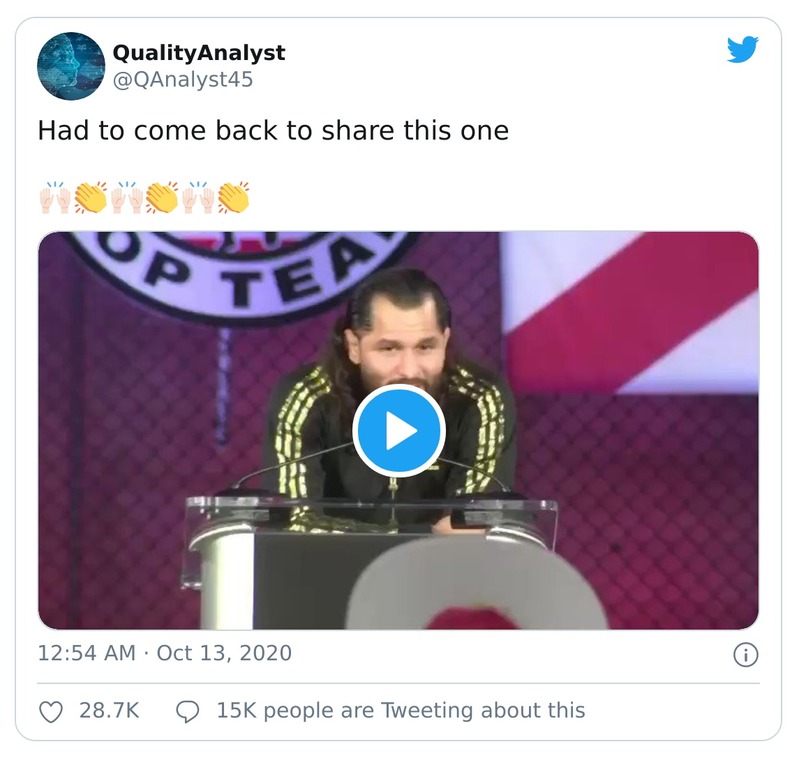 QualityAnalyst
@QAnalyst45
Had to come back to share this one
🙌🏻👏🙌🏻👏🙌🏻👏
OP TEA
12:54 AM · Oct 13, 2020
28.7K
15K people are Tweeting about this